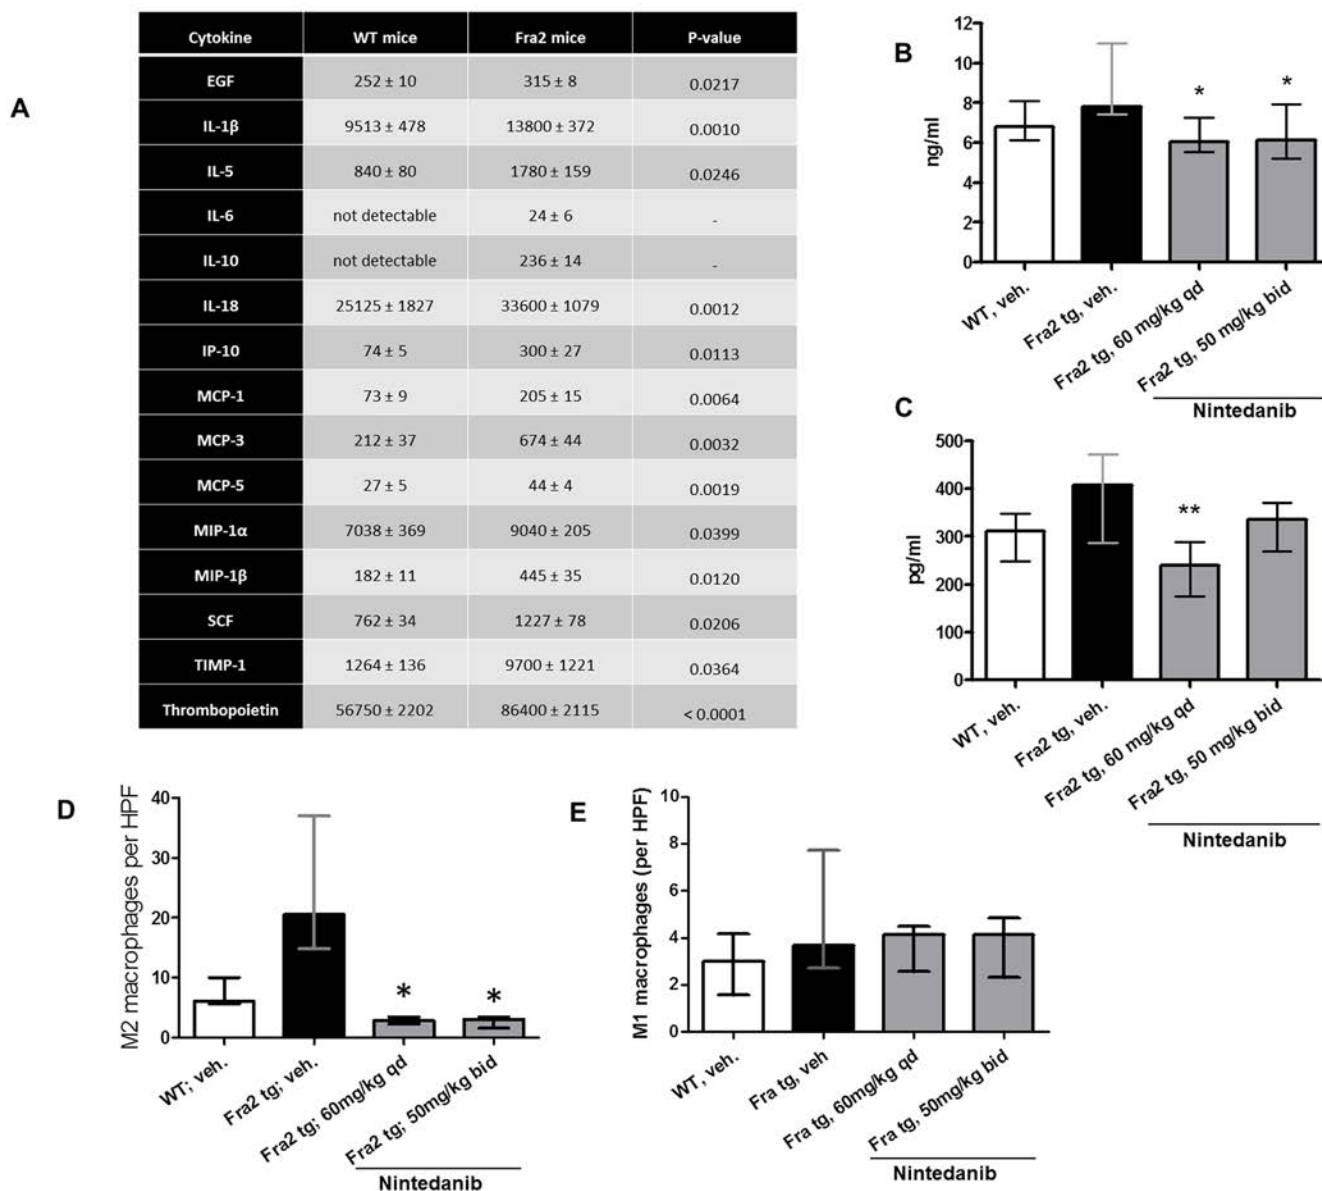 A
Cytokine WT mice Fra2 mice P-value
EGF 252 ± 10 315 ± 8 0.0217
IL-1β 9513 ± 478 13800 ± 372 0.0010
IL-5 840 ± 80 1780 ± 159 0.0246
IL-6 not detectable 24 ± 6 -
IL-10 not detectable 236 ± 14 -
IL-18 25125 ± 1827 33600 ± 1079 0.0012
IP-10 74 ± 5 300 ± 27 0.0113
MCP-1 73 ± 9 205 ± 15 0.0064
MCP-3 212 ± 37 674 ± 44 0.0032
MCP-5 27 ± 5 44 ± 4 0.0019
MIP-1α 7038 ± 369 9040 ± 205 0.0399
MIP-1β 182 ± 11 445 ± 35 0.0120
SCF 762 ± 34 1227 ± 78 0.0206
TIMP-1 1264 ± 136 9700 ± 1221 0.0364
Thrombopoietin 56750 ± 2202 86400 ± 2115 < 0.0001
B
ng/ml
12
10
8
6
4
2
0
* *
WT, veh.
Fra2 tg, veh.
Fra2 tg, 60 mg/kg qd
Fra2 tg, 50 mg/kg bid
Nintedanib
C
pg/ml
500
400
300
200
100
0
**
WT, veh.
Fra2 tg, veh.
Fra2 tg, 60 mg/kg qd
Fra2 tg, 50 mg/kg bid
Nintedanib
D
M2 macrophages per HPF
40
30
20
10
0
* *
WT; veh.
Fra2 tg; veh.
Fra2 tg; 60mg/kg qd
Fra2 tg; 50mg/kg bid
Nintedanib
E
M1 macrophages (per HPF)
10
8
6
4
2
0
WT, veh.
Fra tg, veh
Fra tg, 60mg/kg qd
Fra tg, 50mg/kg bid
Nintedanib